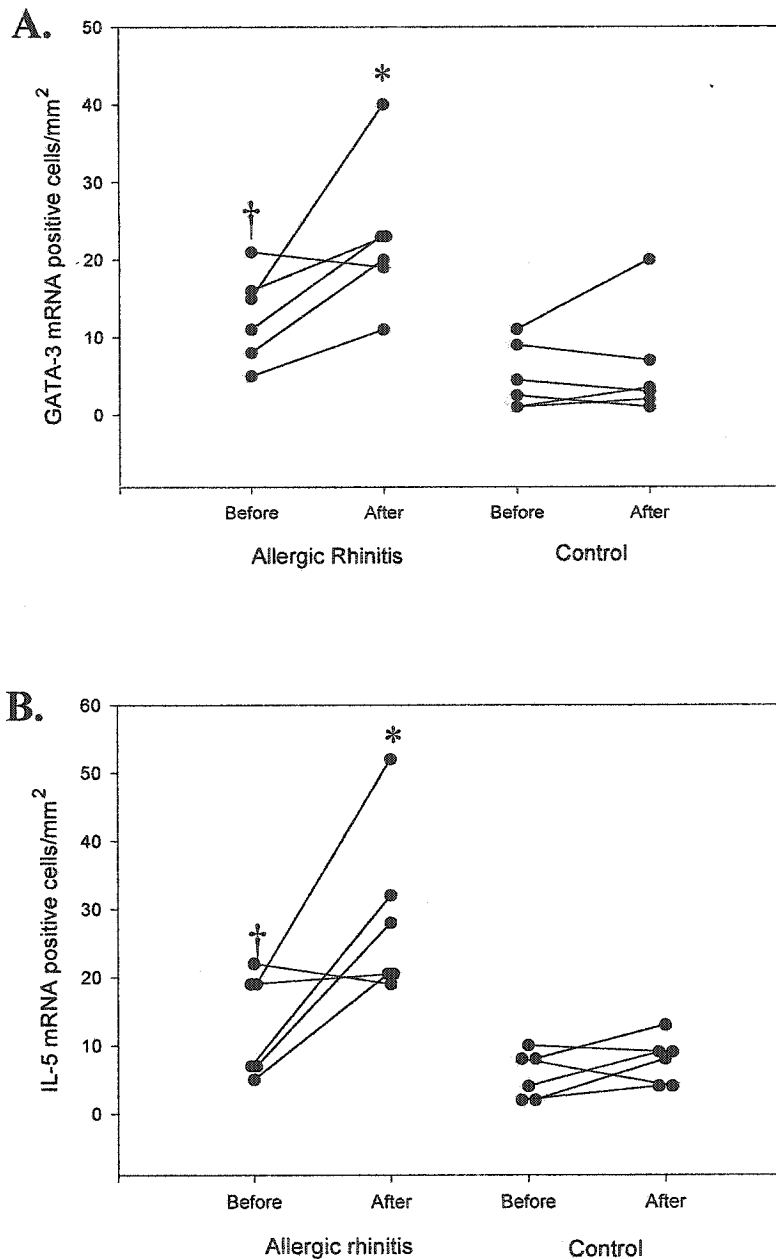 A.
50
40
30
20
10
0
GATA-3 mRNA positive cells/mm²
†
*
Before After Before After
Allergic Rhinitis Control
B.
60
50
40
30
20
10
0
IL-5 mRNA positive cells/mm²
†
*
Before After Before After
Allergic rhinitis Control